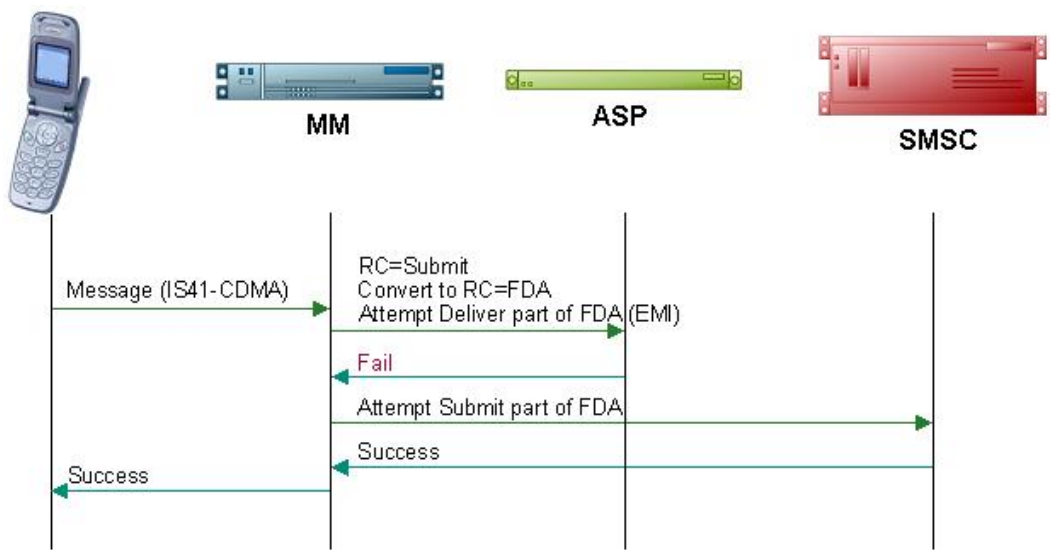 MM
ASP
SMSC
RC=Submit
Message (IS41-CDMA)
Convert to RC=FDA
Attempt Deliver part of FDA (EMI)
Fail
Attempt Submit part of FDA
Success
Success